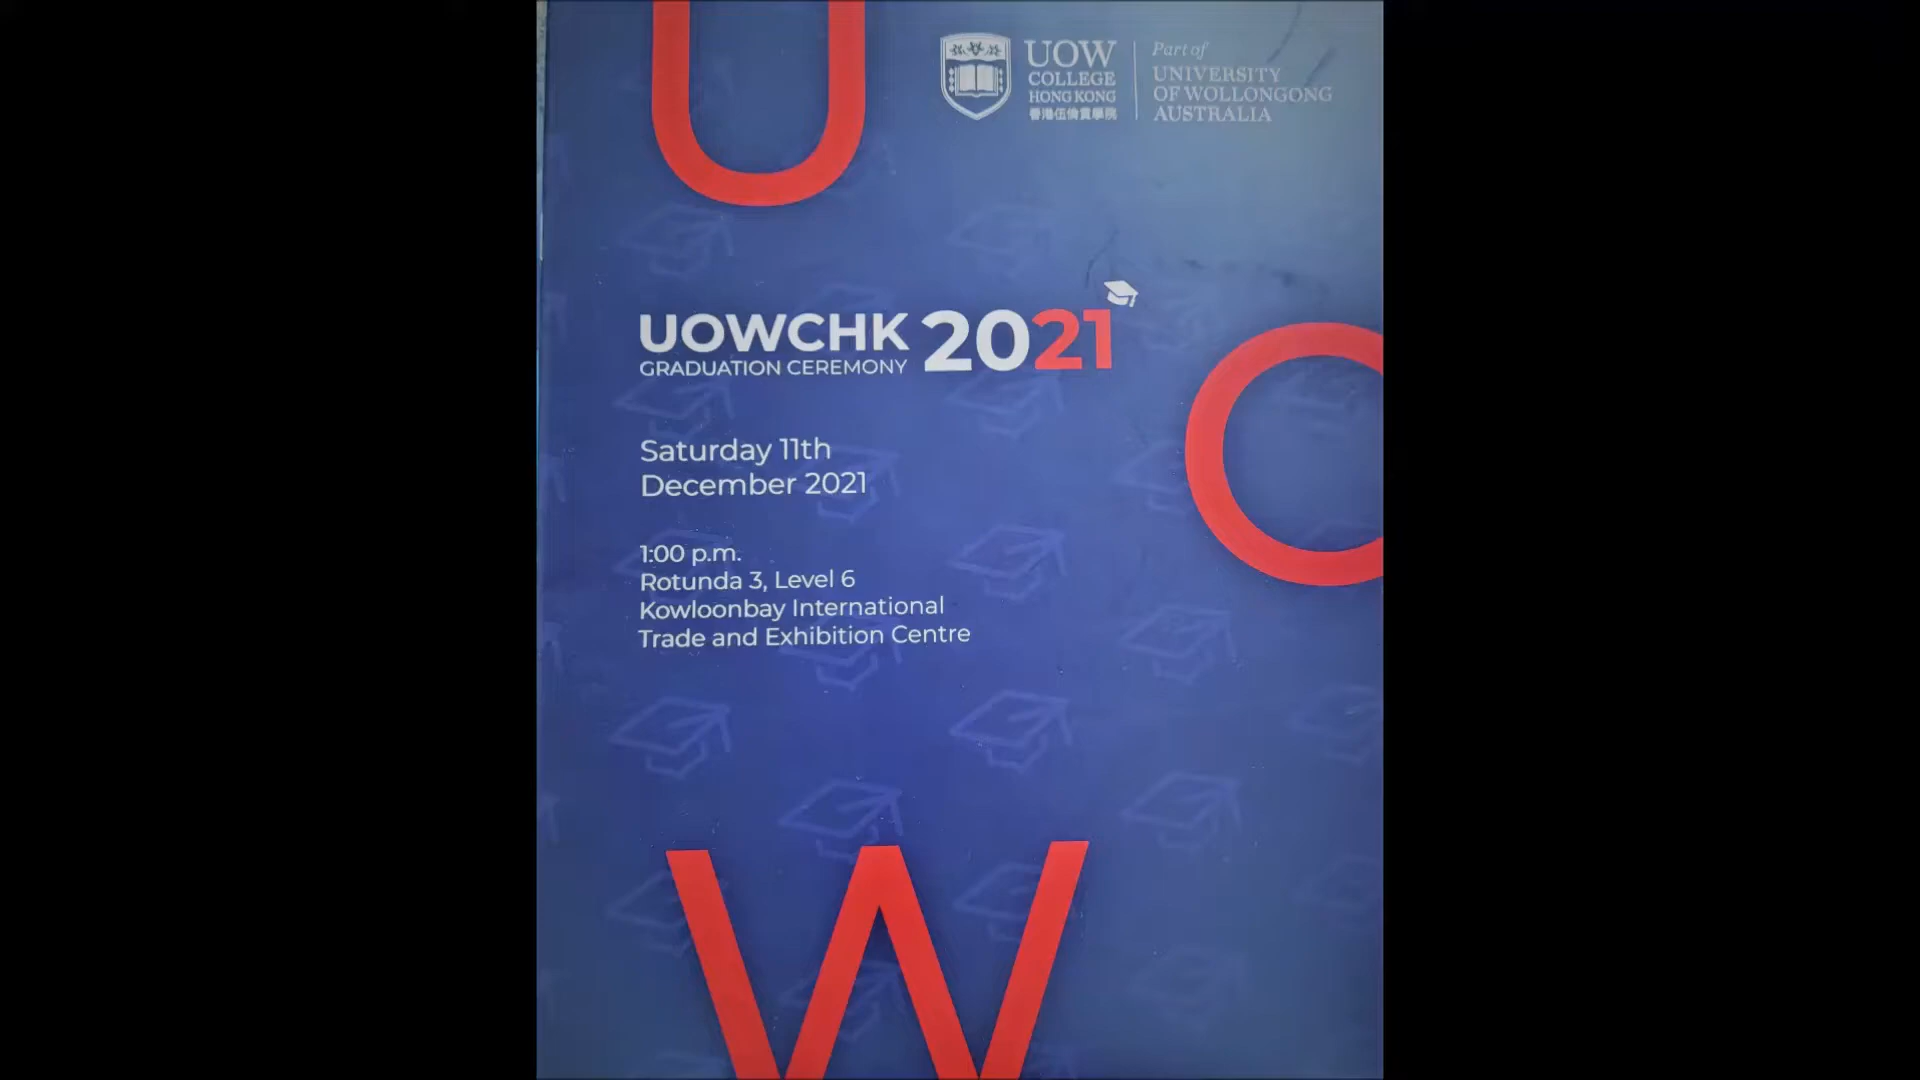 U
UOW
COLLEGE
HONG KONG
香港伍倫貢學院
Part of
UNIVERSITY
OF WOLLONGONG
AUSTRALIA
UOWCHK 2021
GRADUATION CEREMONY
O
Saturday 11th
December 2021
1:00 p.m.
Rotunda 3, Level 6
Kowloonbay International
Trade and Exhibition Centre
W